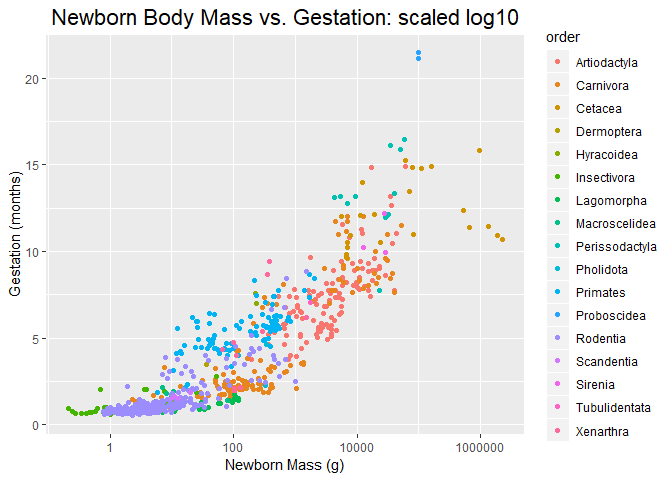 Newborn Body Mass vs. Gestation: scaled log10
order
Artiodactyla
Carnivora
Cetacea
Dermoptera
Hyracoidea
Insectivora
Lagomorpha
Macroscelidea
Perissodactyla
Pholidota
Primates
Proboscidea
Rodentia
Scandentia
Sirenia
Tubulidentata
Xenarthra
Gestation (months)
20
15
10
5
0
1
100
10000
1000000
Newborn Mass (g)